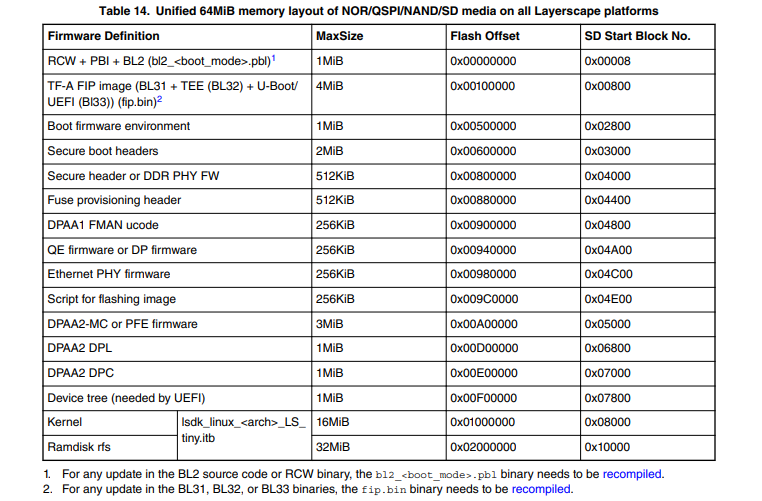 Table 14. Unified 64MiB memory layout of NOR/QSPI/NAND/SD media on all Layerscape platforms
Firmware Definition MaxSize Flash Offset SD Start Block No.
RCW + PBI + BL2 (bl2_<boot_mode>.pbl)1 1MiB 0x00000000 0x00008
TF-A FIP image (BL31 + TEE (BL32) + U-Boot/ 4MiB 0x00100000 0x00800
UEFI (Bl33)) (fip.bin)2
Boot firmware environment 1MiB 0x00500000 0x02800
Secure boot headers 2MiB 0x00600000 0x03000
Secure header or DDR PHY FW 512KiB 0x00800000 0x04000
Fuse provisioning header 512KiB 0x00880000 0x04400
DPAA1 FMAN ucode 256KiB 0x00900000 0x04800
QE firmware or DP firmware 256KiB 0x00940000 0x04A00
Ethernet PHY firmware 256KiB 0x00980000 0x04C00
Script for flashing image 256KiB 0x009C0000 0x04E00
DPAA2-MC or PFE firmware 3MiB 0x00A00000 0x05000
DPAA2 DPL 1MiB 0x00D00000 0x06800
DPAA2 DPC 1MiB 0x00E00000 0x07000
Device tree (needed by UEFI) 1MiB 0x00F00000 0x07800
Kernel lsdk_linux_<arch>_LS_ 16MiB 0x01000000 0x08000
tiny.itb
Ramdisk rfs 32MiB 0x02000000 0x10000
1. For any update in the BL2 source code or RCW binary, the bl2_<boot_mode>.pbl binary needs to be recompiled.
2. For any update in the BL31, BL32, or BL33 binaries, the fip.bin binary needs to be recompiled.